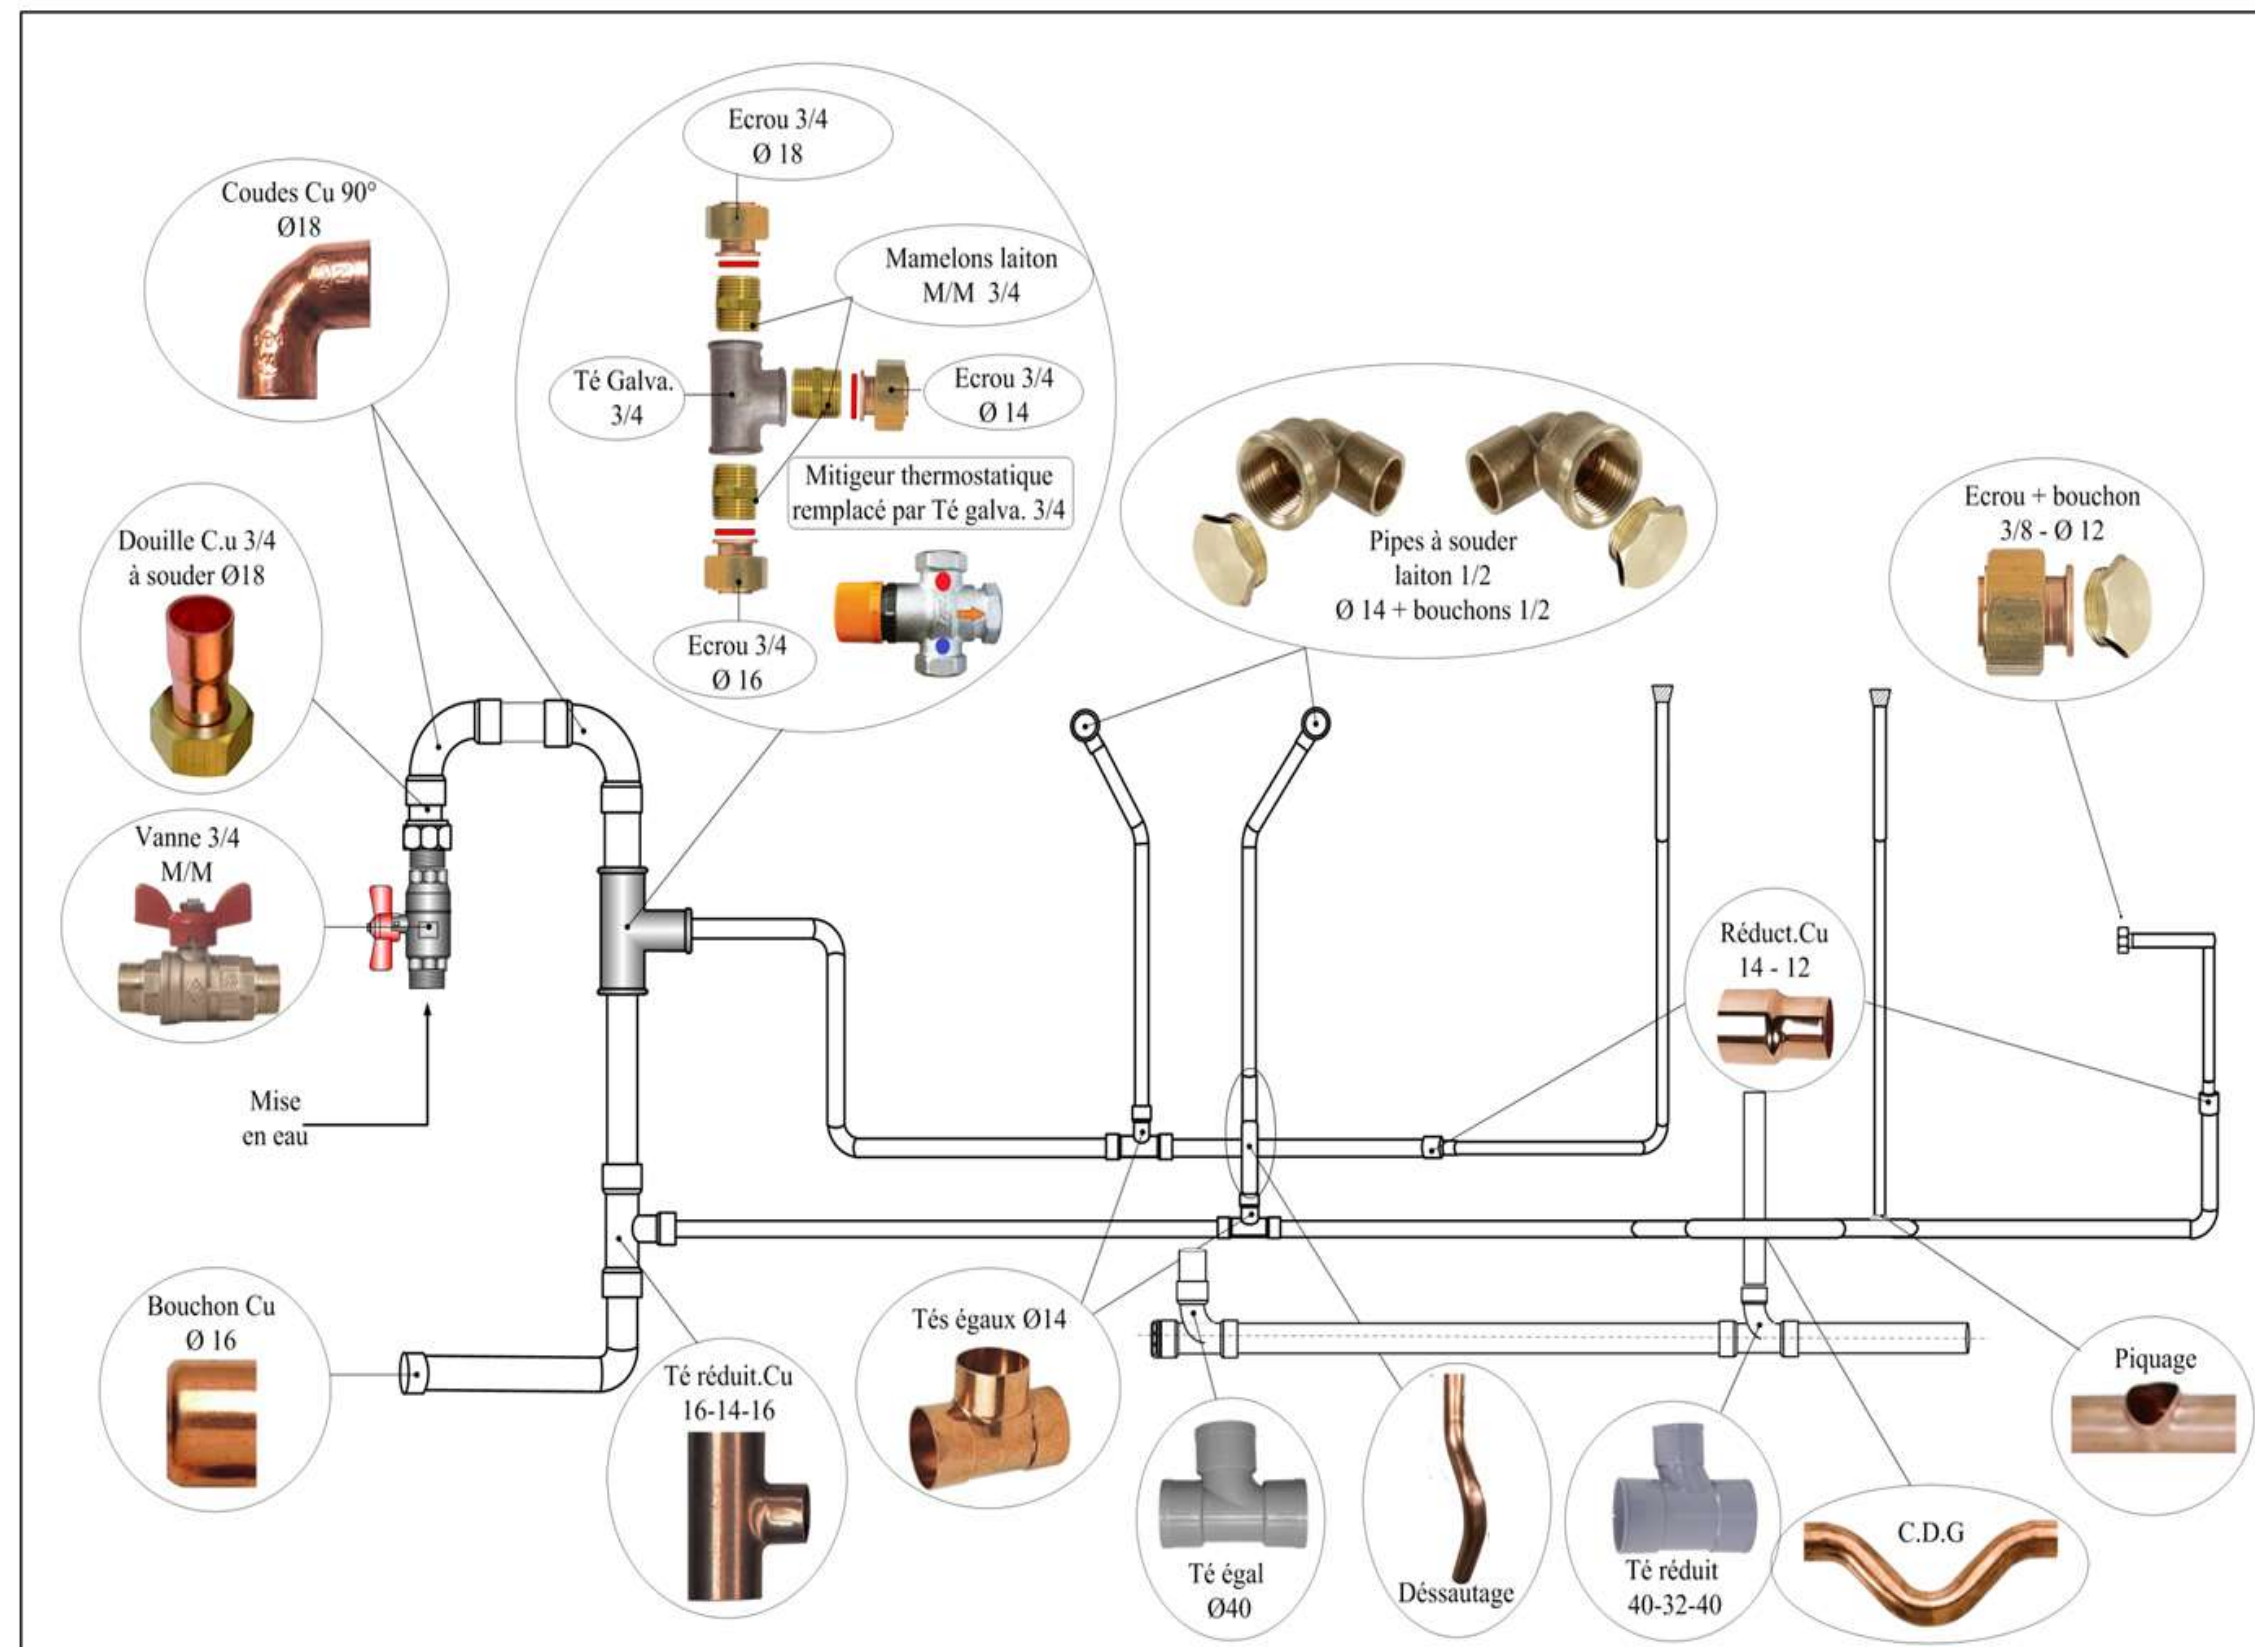 Ecrou 3/4
Ø 18
Coudes Cu 90°
Ø18
Mamelons laiton
M/M 3/4
Té Galva.
3/4
Ecrou 3/4
Ø 14
Mitigeur thermostatique
remplacé par Té galva. 3/4
Ecrou 3/4
Ø 16
Douille C.u 3/4
à souder Ø18
Pipes à souder
laiton 1/2
Ø 14 + bouchons 1/2
Ecrou + bouchon
3/8 - Ø 12
Vanne 3/4
M/M
Réduct.Cu
14 - 12
Mise
en eau
Bouchon Cu
Ø 16
Té réduit.Cu
16-14-16
Tés égaux Ø14
Piquage
Té égal
Ø40
Déssautage
Té réduit
40-32-40
C.D.G